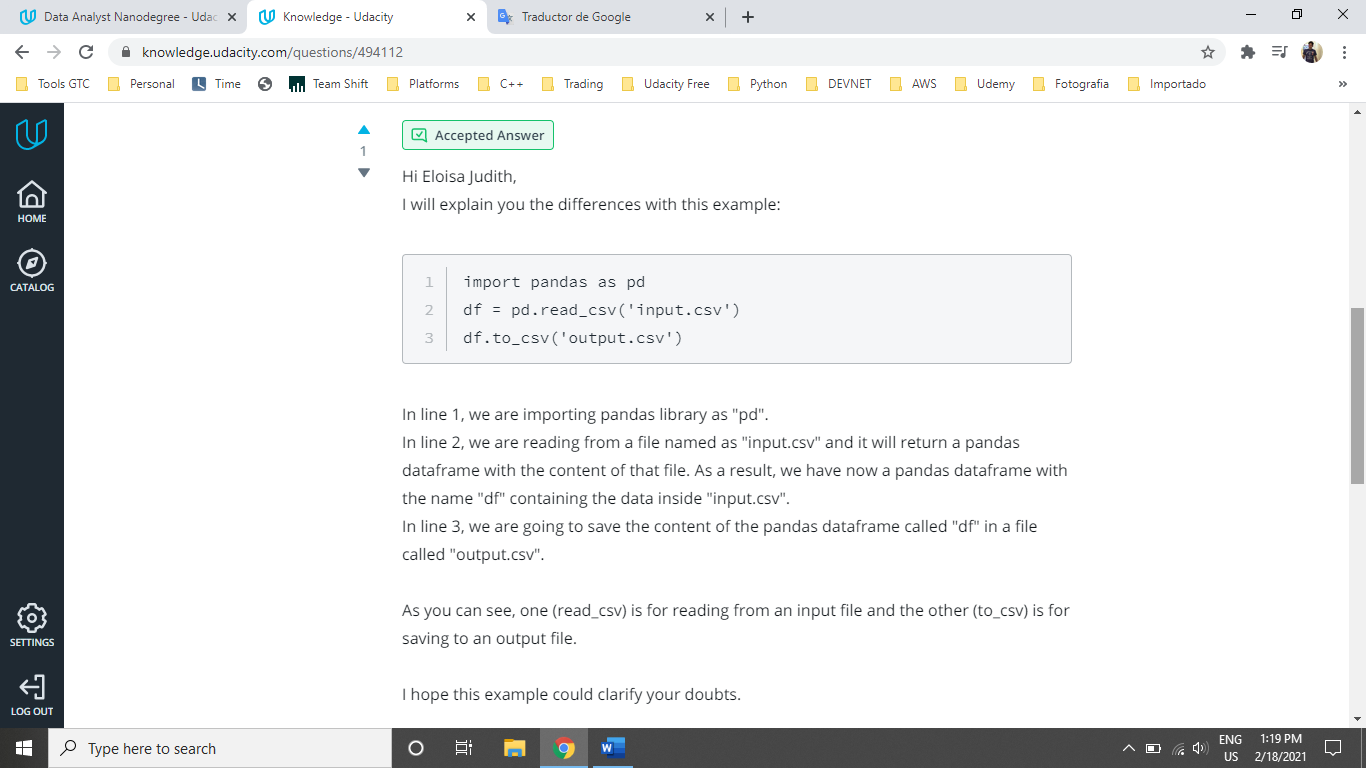 Data Analyst Nanodegree - Udac
Knowledge - Udacity
Traductor de Google
knowledge.udacity.com/questions/494112
Tools GTC
Personal
Time
Team Shift
Platforms
C++
Trading
Udacity Free
Python
DEVNET
AWS
Udemy
Fotografia
Importado
»
HOME
CATALOG
SETTINGS
LOG OUT
1
Accepted Answer
Hi Eloisa Judith,
I will explain you the differences with this example:
1 import pandas as pd
2 df = pd.read_csv('input.csv')
3 df.to_csv('output.csv')
In line 1, we are importing pandas library as "pd".
In line 2, we are reading from a file named as "input.csv" and it will return a pandas
dataframe with the content of that file. As a result, we have now a pandas dataframe with
the name "df" containing the data inside "input.csv".
In line 3, we are going to save the content of the pandas dataframe called "df" in a file
called "output.csv".
As you can see, one (read_csv) is for reading from an input file and the other (to_csv) is for
saving to an output file.
I hope this example could clarify your doubts.
Type here to search
W
ENG
US
1:19 PM
2/18/2021